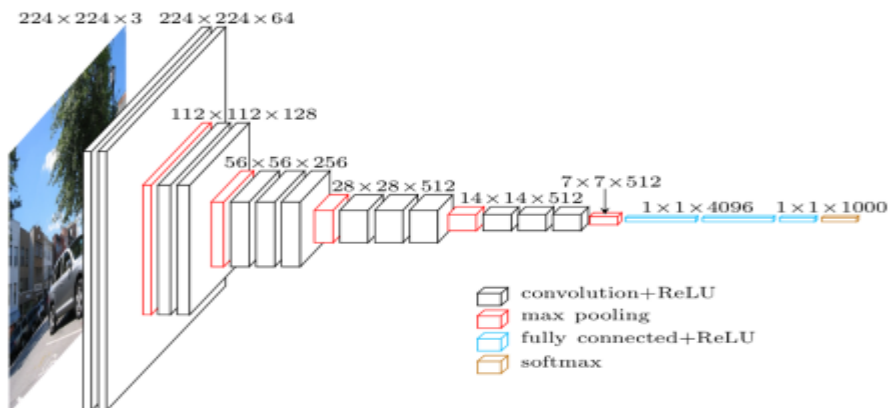 224×224×3
224×224×64
112×112×128
56×56×256
28×28×512
14×14×512
7×7×512
1×1×4096
1×1×1000
convolution+ReLU
max pooling
fully connected+ReLU
softmax